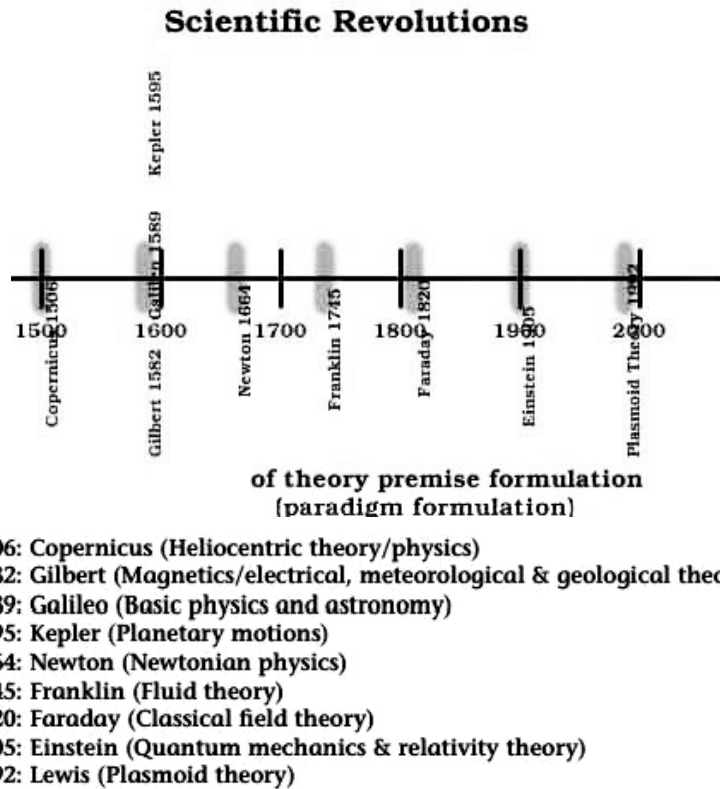 Scientific Revolutions
Kepler 1595
Galileo 1589
1500 1600 1700 1800 1900 2000
Copernicus 1506
Gilbert 1582
Newton 1664
Franklin 1745
Faraday 1820
Einstein 1905
Plasmoid Theory 1992
of theory premise formulation
(paradigm formulation)
06: Copernicus (Heliocentric theory/physics)
82: Gilbert (Magnetics/electrical, meteorological & geological theo
89: Galileo (Basic physics and astronomy)
95: Kepler (Planetary motions)
64: Newton (Newtonian physics)
45: Franklin (Fluid theory)
20: Faraday (Classical field theory)
05: Einstein (Quantum mechanics & relativity theory)
92: Lewis (Plasmoid theory)